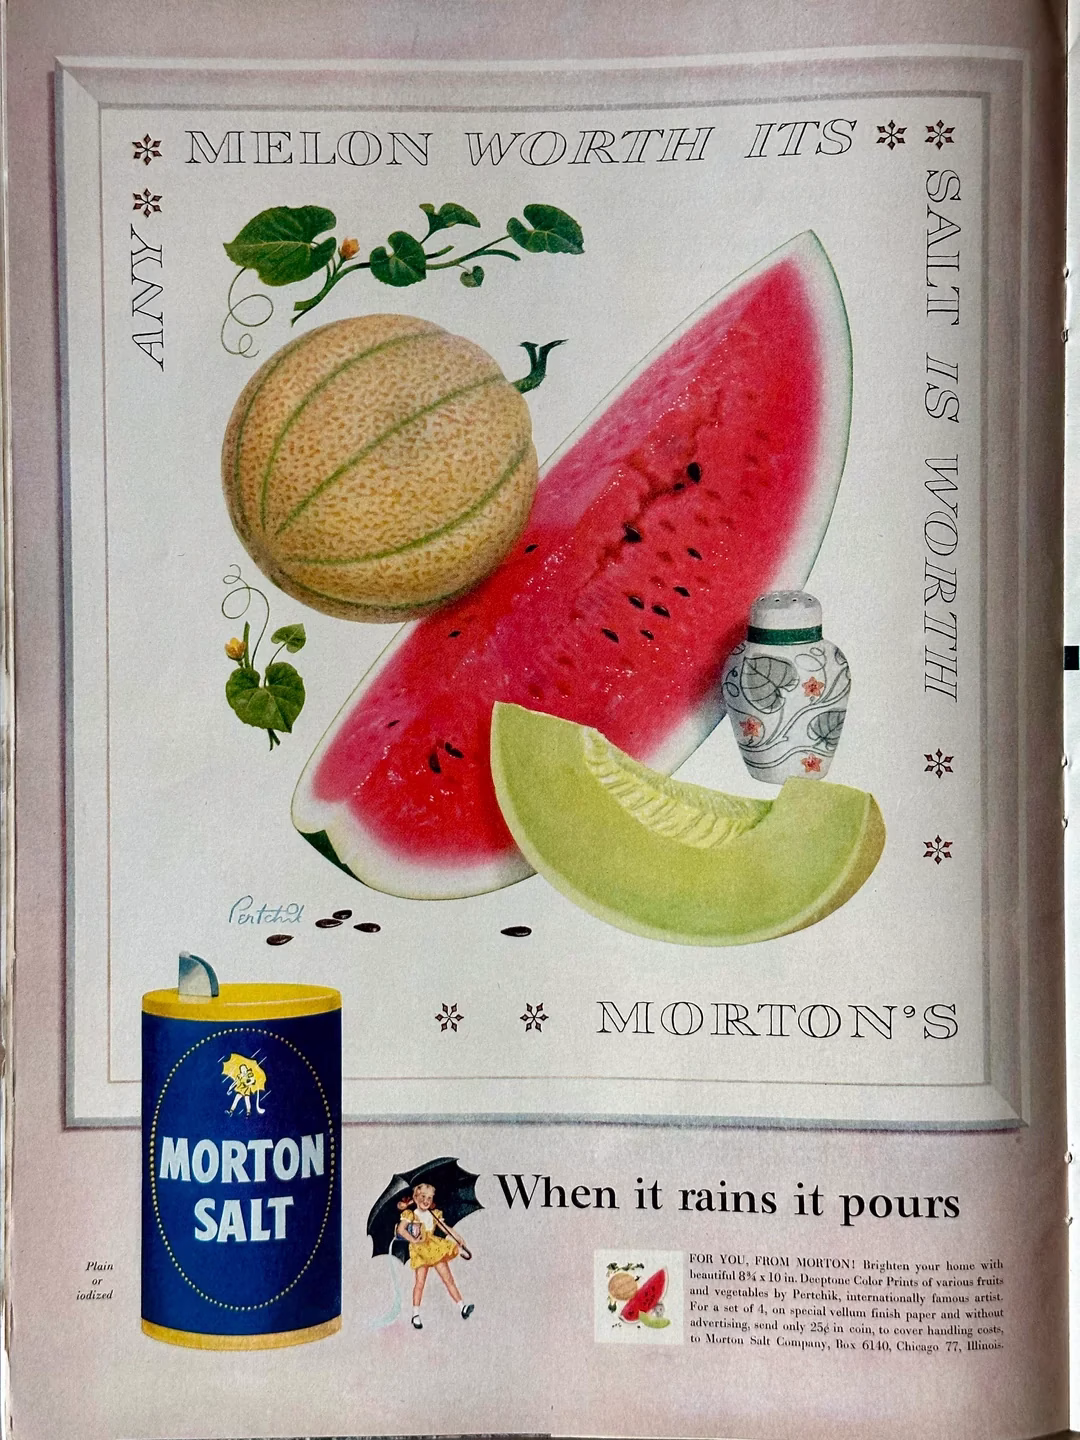 ANY
MELON WORTH ITS
SALT IS WORTH
MORTON'S
Pertchik
MORTON
SALT
Plain
or
iodized
When it rains it pours
FOR YOU, FROM MORTON! Brighten your home with
beautiful 8¾ x 10 in. Deeptone Color Prints of various fruits
and vegetables by Pertchik, internationally famous artist.
For a set of 4, on special vellum finish paper and without
advertising, send only 25¢ in coin, to cover handling costs,
to Morton Salt Company, Box 6140, Chicago 77, Illinois.